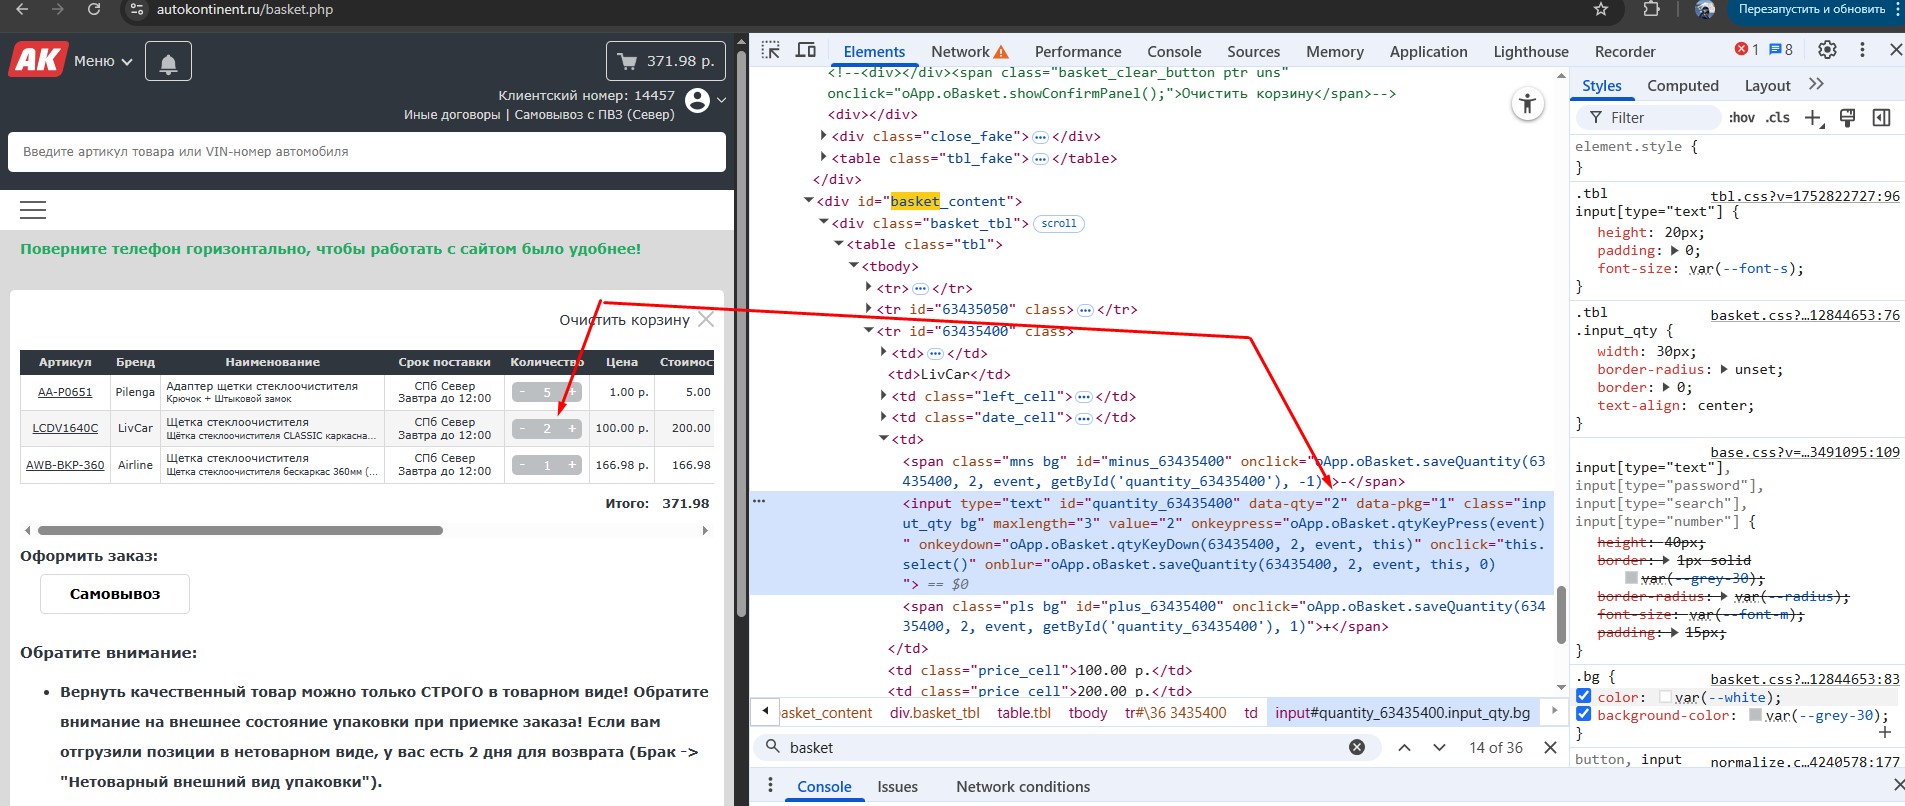 autokontinent.ru/basket.php
Перезапустить и обновить
AK Меню
371.98 р.
Клиентский номер: 14457
Иные договоры | Самовывоз с ПВЗ (Север)
Введите артикул товара или VIN-номер автомобиля
Поверните телефон горизонтально, чтобы работать с сайтом было удобнее!
Очистить корзину
Артикул Бренд Наименование Срок поставки Количество Цена Стоимост
AA-P0651 Pilenga Адаптер щетки стеклоочистителя СПб Север - 5 + 1.00 р. 5.00
Крючок + Штыковой замок Завтра до 12:00
LCDV1640C LivCar Щетка стеклоочистителя СПб Север - 2 + 100.00 р. 200.00
Щётка стеклоочистителя CLASSIC каркасна... Завтра до 12:00
AWB-BKP-360 Airline Щетка стеклоочистителя СПб Север - 1 + 166.98 р. 166.98
Щетка стеклоочистителя бескаркас 360мм (... Завтра до 12:00
Итого: 371.98
Оформить заказ:
Самовывоз
Обратите внимание:
• Вернуть качественный товар можно только СТРОГО в товарном виде! Обратите
внимание на внешнее состояние упаковки при приемке заказа! Если вам
отгрузили позиции в нетоварном виде, у вас есть 2 дня для возврата (Брак ->
"Нетоварный внешний вид упаковки").
Elements Network Performance Console Sources Memory Application Lighthouse Recorder 1 8
<!--<div></div><span class="basket_clear_button ptr uns"
onclick="oApp.oBasket.showConfirmPanel();">Очистить корзину</span>-->
<div></div>
<div class="close_fake"> … </div>
<table class="tbl_fake"> … </table>
</div>
<div id="basket_content">
<div class="basket_tbl"> scroll
<table class="tbl">
<tbody>
<tr> … </tr>
<tr id="63435050" class> … </tr>
<tr id="63435400" class>
<td> … </td>
<td>LivCar</td>
<td class="left_cell"> … </td>
<td class="date_cell"> … </td>
<td>
<span class="mns bg" id="minus_63435400" onclick="oApp.oBasket.saveQuantity(63
435400, 2, event, getById('quantity_63435400'), -1)">-</span>
<input type="text" id="quantity_63435400" data-qty="2" data-pkg="1" class="inp
ut_qty bg" maxlength="3" value="2" onkeypress="oApp.oBasket.qtyKeyPress(event)
" onkeydown="oApp.oBasket.qtyKeyDown(63435400, 2, event, this)" onclick="this.
select()" onblur="oApp.oBasket.saveQuantity(63435400, 2, event, this, 0)
"> == $0
<span class="pls bg" id="plus_63435400" onclick="oApp.oBasket.saveQuantity(634
35400, 2, event, getById('quantity_63435400'), 1)">+</span>
</td>
<td class="price_cell">100.00 р.</td>
<td class="price_cell">200.00 р.</td>
asket_content div.basket_tbl table.tbl tbody tr#\36 3435400 td input#quantity_63435400.input_qty.bg
basket 14 of 36
Console Issues Network conditions
Styles Computed Layout
Filter :hov .cls
element.style {
}
.tbl tbl.css?v=1752822727:96
input[type="text"] {
height: 20px;
padding: 0;
font-size: var(--font-s);
}
.tbl basket.css?…12844653:76
.input_qty {
width: 30px;
border-radius: unset;
border: 0;
text-align: center;
}
base.css?v=…3491095:109
input[type="text"],
input[type="password"],
input[type="search"],
input[type="number"] {
height: 40px;
border: 1px solid
var(--grey-30);
border-radius: var(--radius);
font-size: var(--font-m);
padding: 15px;
}
.bg { basket.css?…12844653:83
color: var(--white);
background-color: var(--grey-30);
}
button, input normalize.c…4240578:177